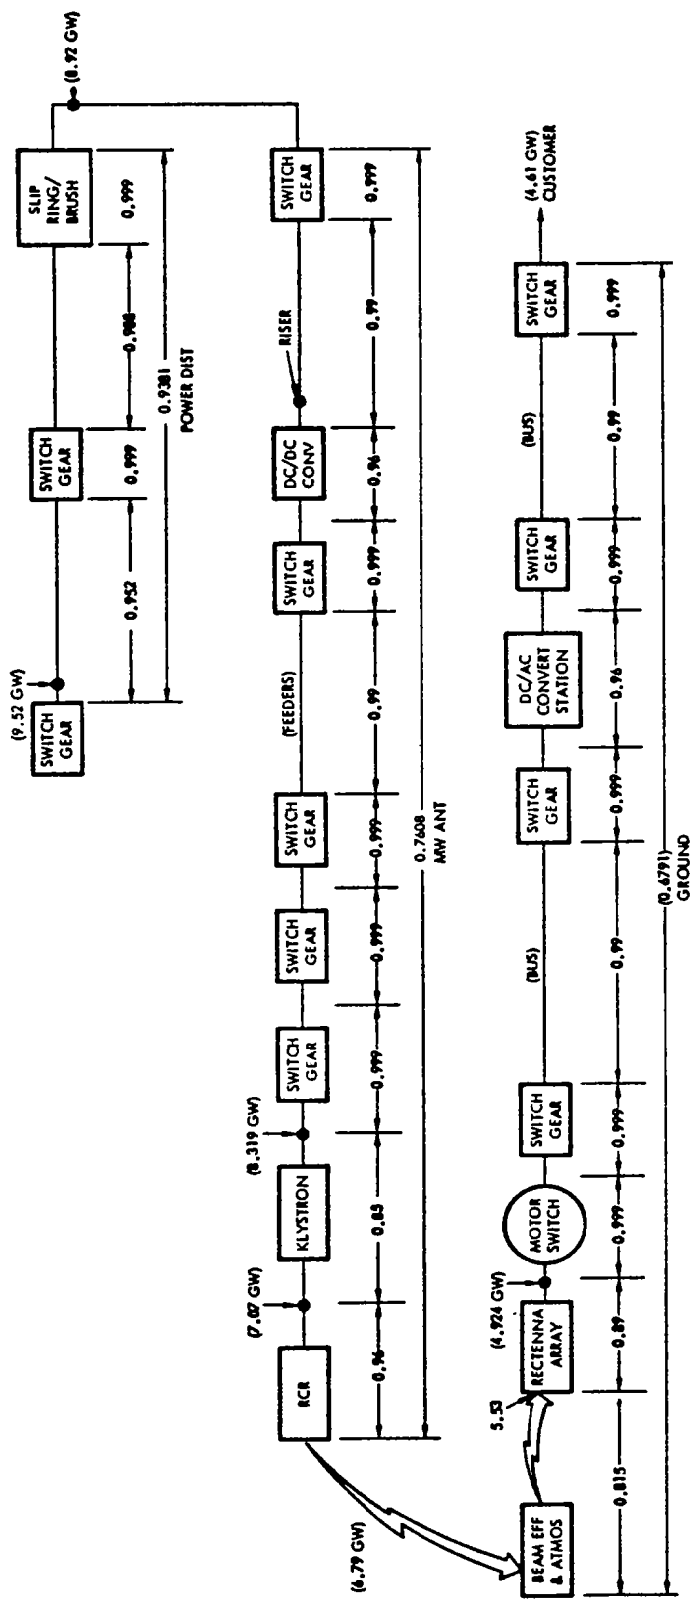 (9.52 GW)
SWITCH
GEAR
SWITCH
GEAR
SLIP
RING/
BRUSH
(8.92 GW)
0.952
0.999
0.988
0.999
0.9381
POWER DIST
RCR
(7.07 GW)
KLYSTRON
(8.319 GW)
SWITCH
GEAR
SWITCH
GEAR
SWITCH
GEAR
(FEEDERS)
SWITCH
GEAR
DC/DC
CONV
RISER
SWITCH
GEAR
0.96
0.85
0.999
0.999
0.999
0.99
0.999
0.96
0.99
0.999
0.7608
MW ANT
(6.79 GW)
BEAM EFF
& ATMOS
5.53
RECTENNA
ARRAY
(4.924 GW)
MOTOR
SWITCH
SWITCH
GEAR
(BUS)
SWITCH
GEAR
DC/AC
CONVERT
STATION
SWITCH
GEAR
(BUS)
SWITCH
GEAR
(4.61 GW)
CUSTOMER
0.815
0.89
0.999
0.999
0.99
0.999
0.96
0.999
0.99
0.999
(0.6791)
GROUND